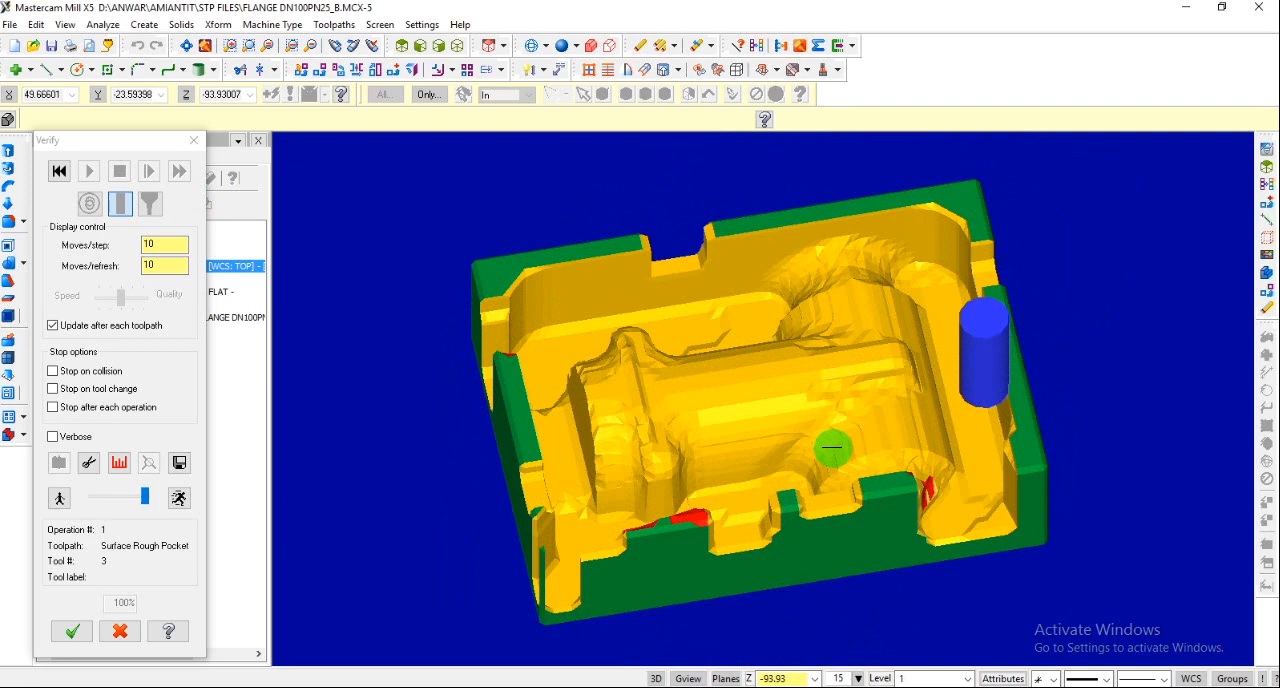 Mastercam Mill X5 D:\ANWAR\AMIANTIT\STP FILES\FLANGE DN100PN25_B.MCX-5
File Edit View Analyze Create Solids Xform Machine Type Toolpaths Screen Settings Help
X 49.66601 Y -23.59398 Z -93.93007 All... Only... In
Verify
Display control
Moves/step: 10
Moves/refresh: 10
Speed Quality
Update after each toolpath
Stop options
Stop on collision
Stop on tool change
Stop after each operation
Verbose
Operation #: 1
Toolpath: Surface Rough Pocket
Tool #: 3
Tool label:
100%
[WCS: TOP] - [
FLAT -
ANGE DN100PN
Activate Windows
Go to Settings to activate Windows.
3D Gview Planes Z -93.93 15 Level 1 Attributes WCS Groups ! ?